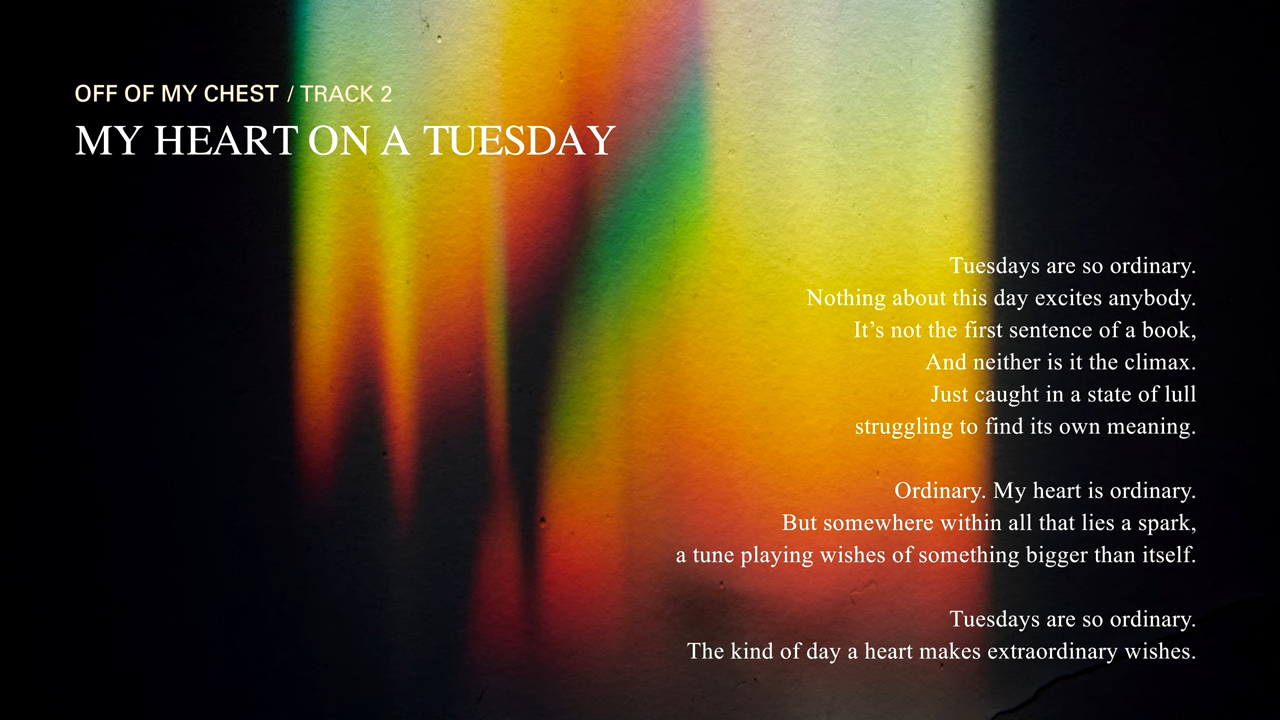 OFF OF MY CHEST / TRACK 2
MY HEART ON A TUESDAY
Tuesdays are so ordinary.
Nothing about this day excites anybody.
It’s not the first sentence of a book,
And neither is it the climax.
Just caught in a state of lull
struggling to find its own meaning.
Ordinary. My heart is ordinary.
But somewhere within all that lies a spark,
a tune playing wishes of something bigger than itself.
Tuesdays are so ordinary.
The kind of day a heart makes extraordinary wishes.